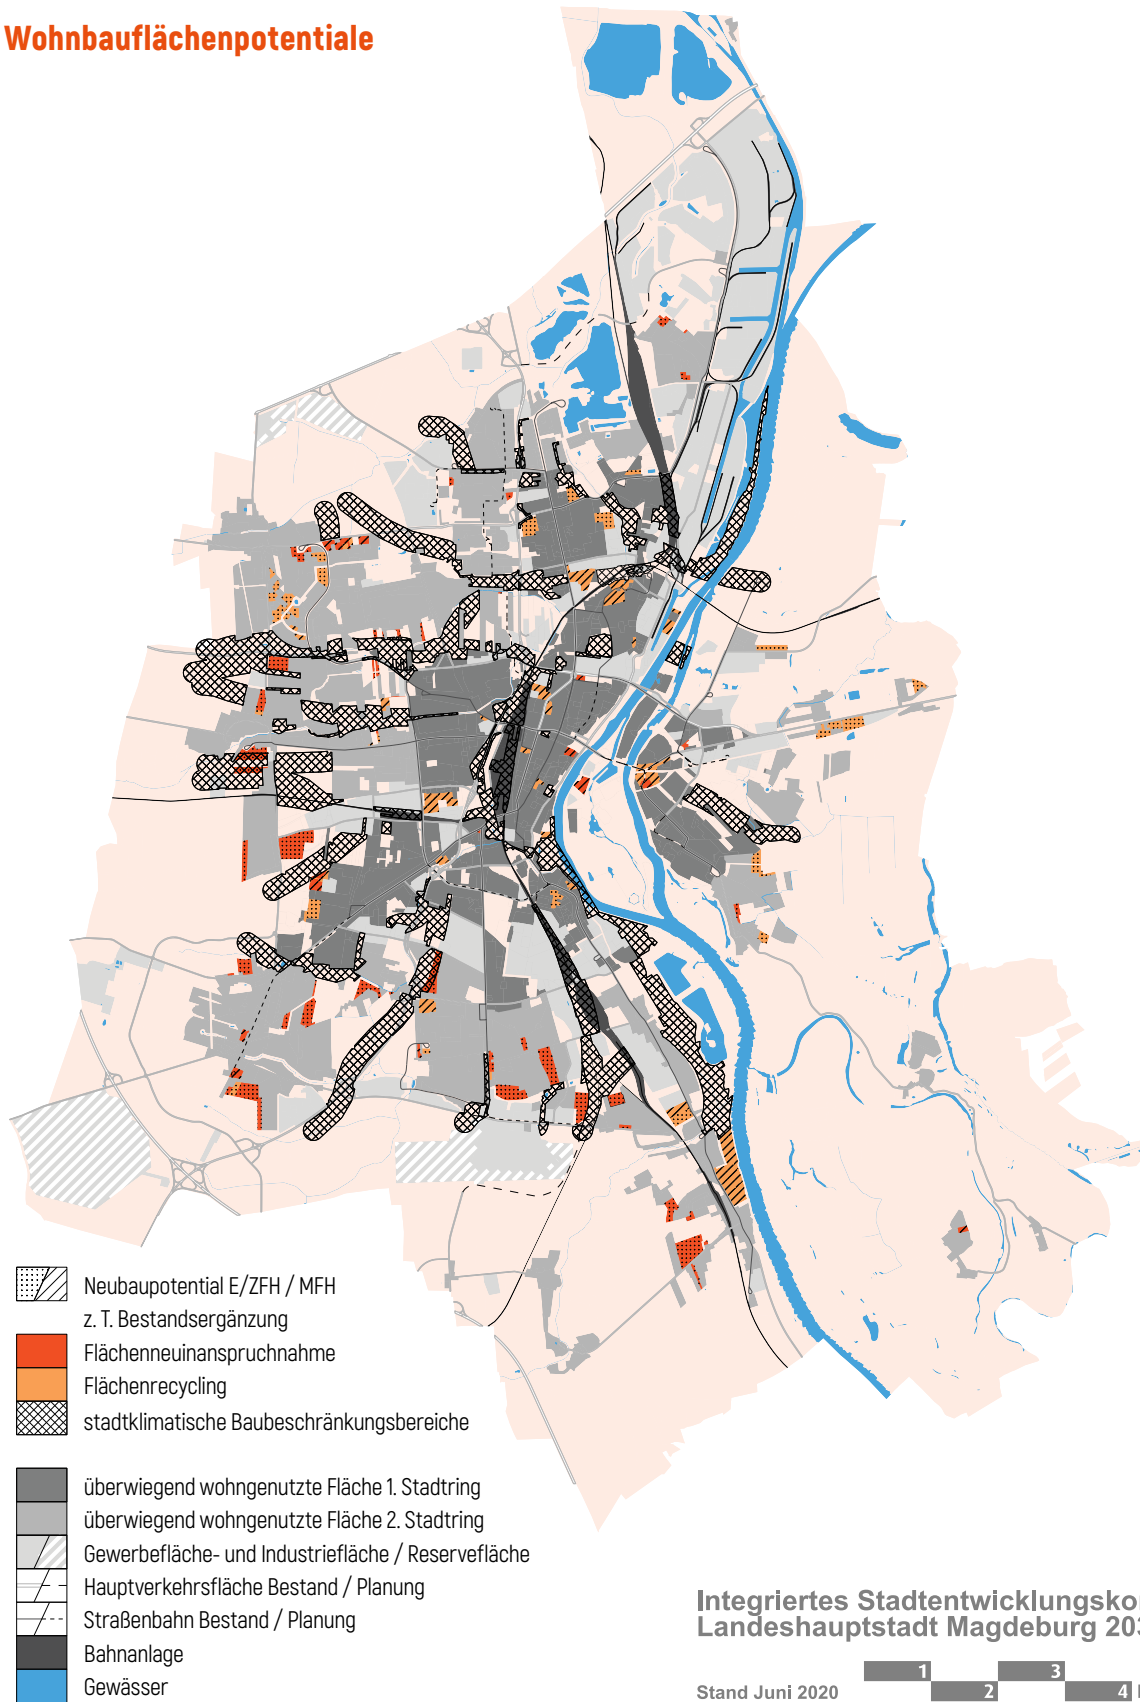 Wohnbauflächenpotentiale
Neubaupotential E/ZFH / MFH
z. T. Bestandsergänzung
Flächenneuinanspruchnahme
Flächenrecycling
stadtklimatische Baubeschränkungsbereiche
überwiegend wohngenutzte Fläche 1. Stadtring
überwiegend wohngenutzte Fläche 2. Stadtring
Gewerbefläche- und Industriefläche / Reservefläche
Hauptverkehrsfläche Bestand / Planung
Straßenbahn Bestand / Planung
Bahnanlage
Gewässer
Integriertes
Landeshauptstadt Magdeburg
Stand Juni 2020
1 3
2 4